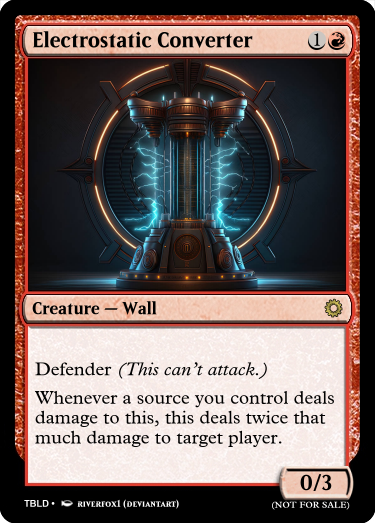 Electrostatic Converter 1
Creature — Wall
Defender (This can't attack.)
Whenever a source you control deals
damage to this, this deals twice that
much damage to target player.
0/3
TBLD • RIVERFOX1 (DEVIANTART)
(NOT FOR SALE)